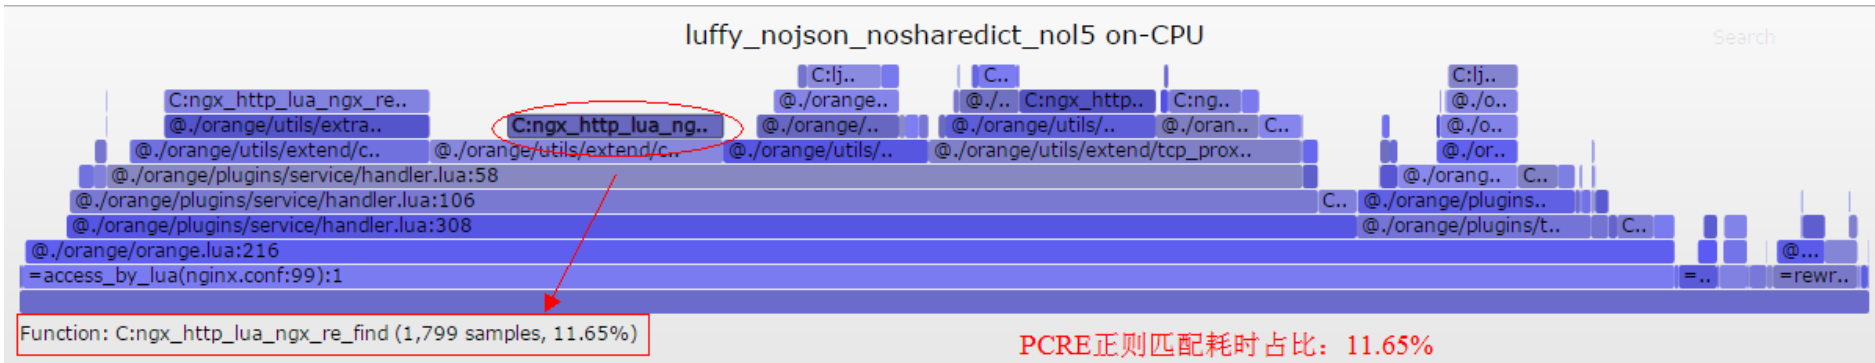 luffy_nojson_nosharedict_nol5 on-CPU
Search
C:lj..
C..
C:lj..
C:ngx_http_lua_ngx_re..
@./orange..
@./..
C:ngx_http..
C:ng..
@./o..
@./orange/utils/extra..
C:ngx_http_lua_ng..
@./orange/..
@./orange/utils/..
@./oran..
C..
@./o..
@./orange/utils/extend/c..
@./orange/utils/extend/c..
@./orange/utils/..
@./orange/utils/extend/tcp_prox..
@./or..
@./orange/plugins/service/handler.lua:58
@./orang..
C..
@./orange/plugins/service/handler.lua:106
C..
@./orange/plugins..
@./orange/plugins/service/handler.lua:308
@./orange/plugins/t..
C..
@./orange/orange.lua:216
@...
=access_by_lua(nginx.conf:99):1
=..
=rewr..
Function: C:ngx_http_lua_ngx_re_find (1,799 samples, 11.65%)
PCRE正则匹配耗时占比：11.65%